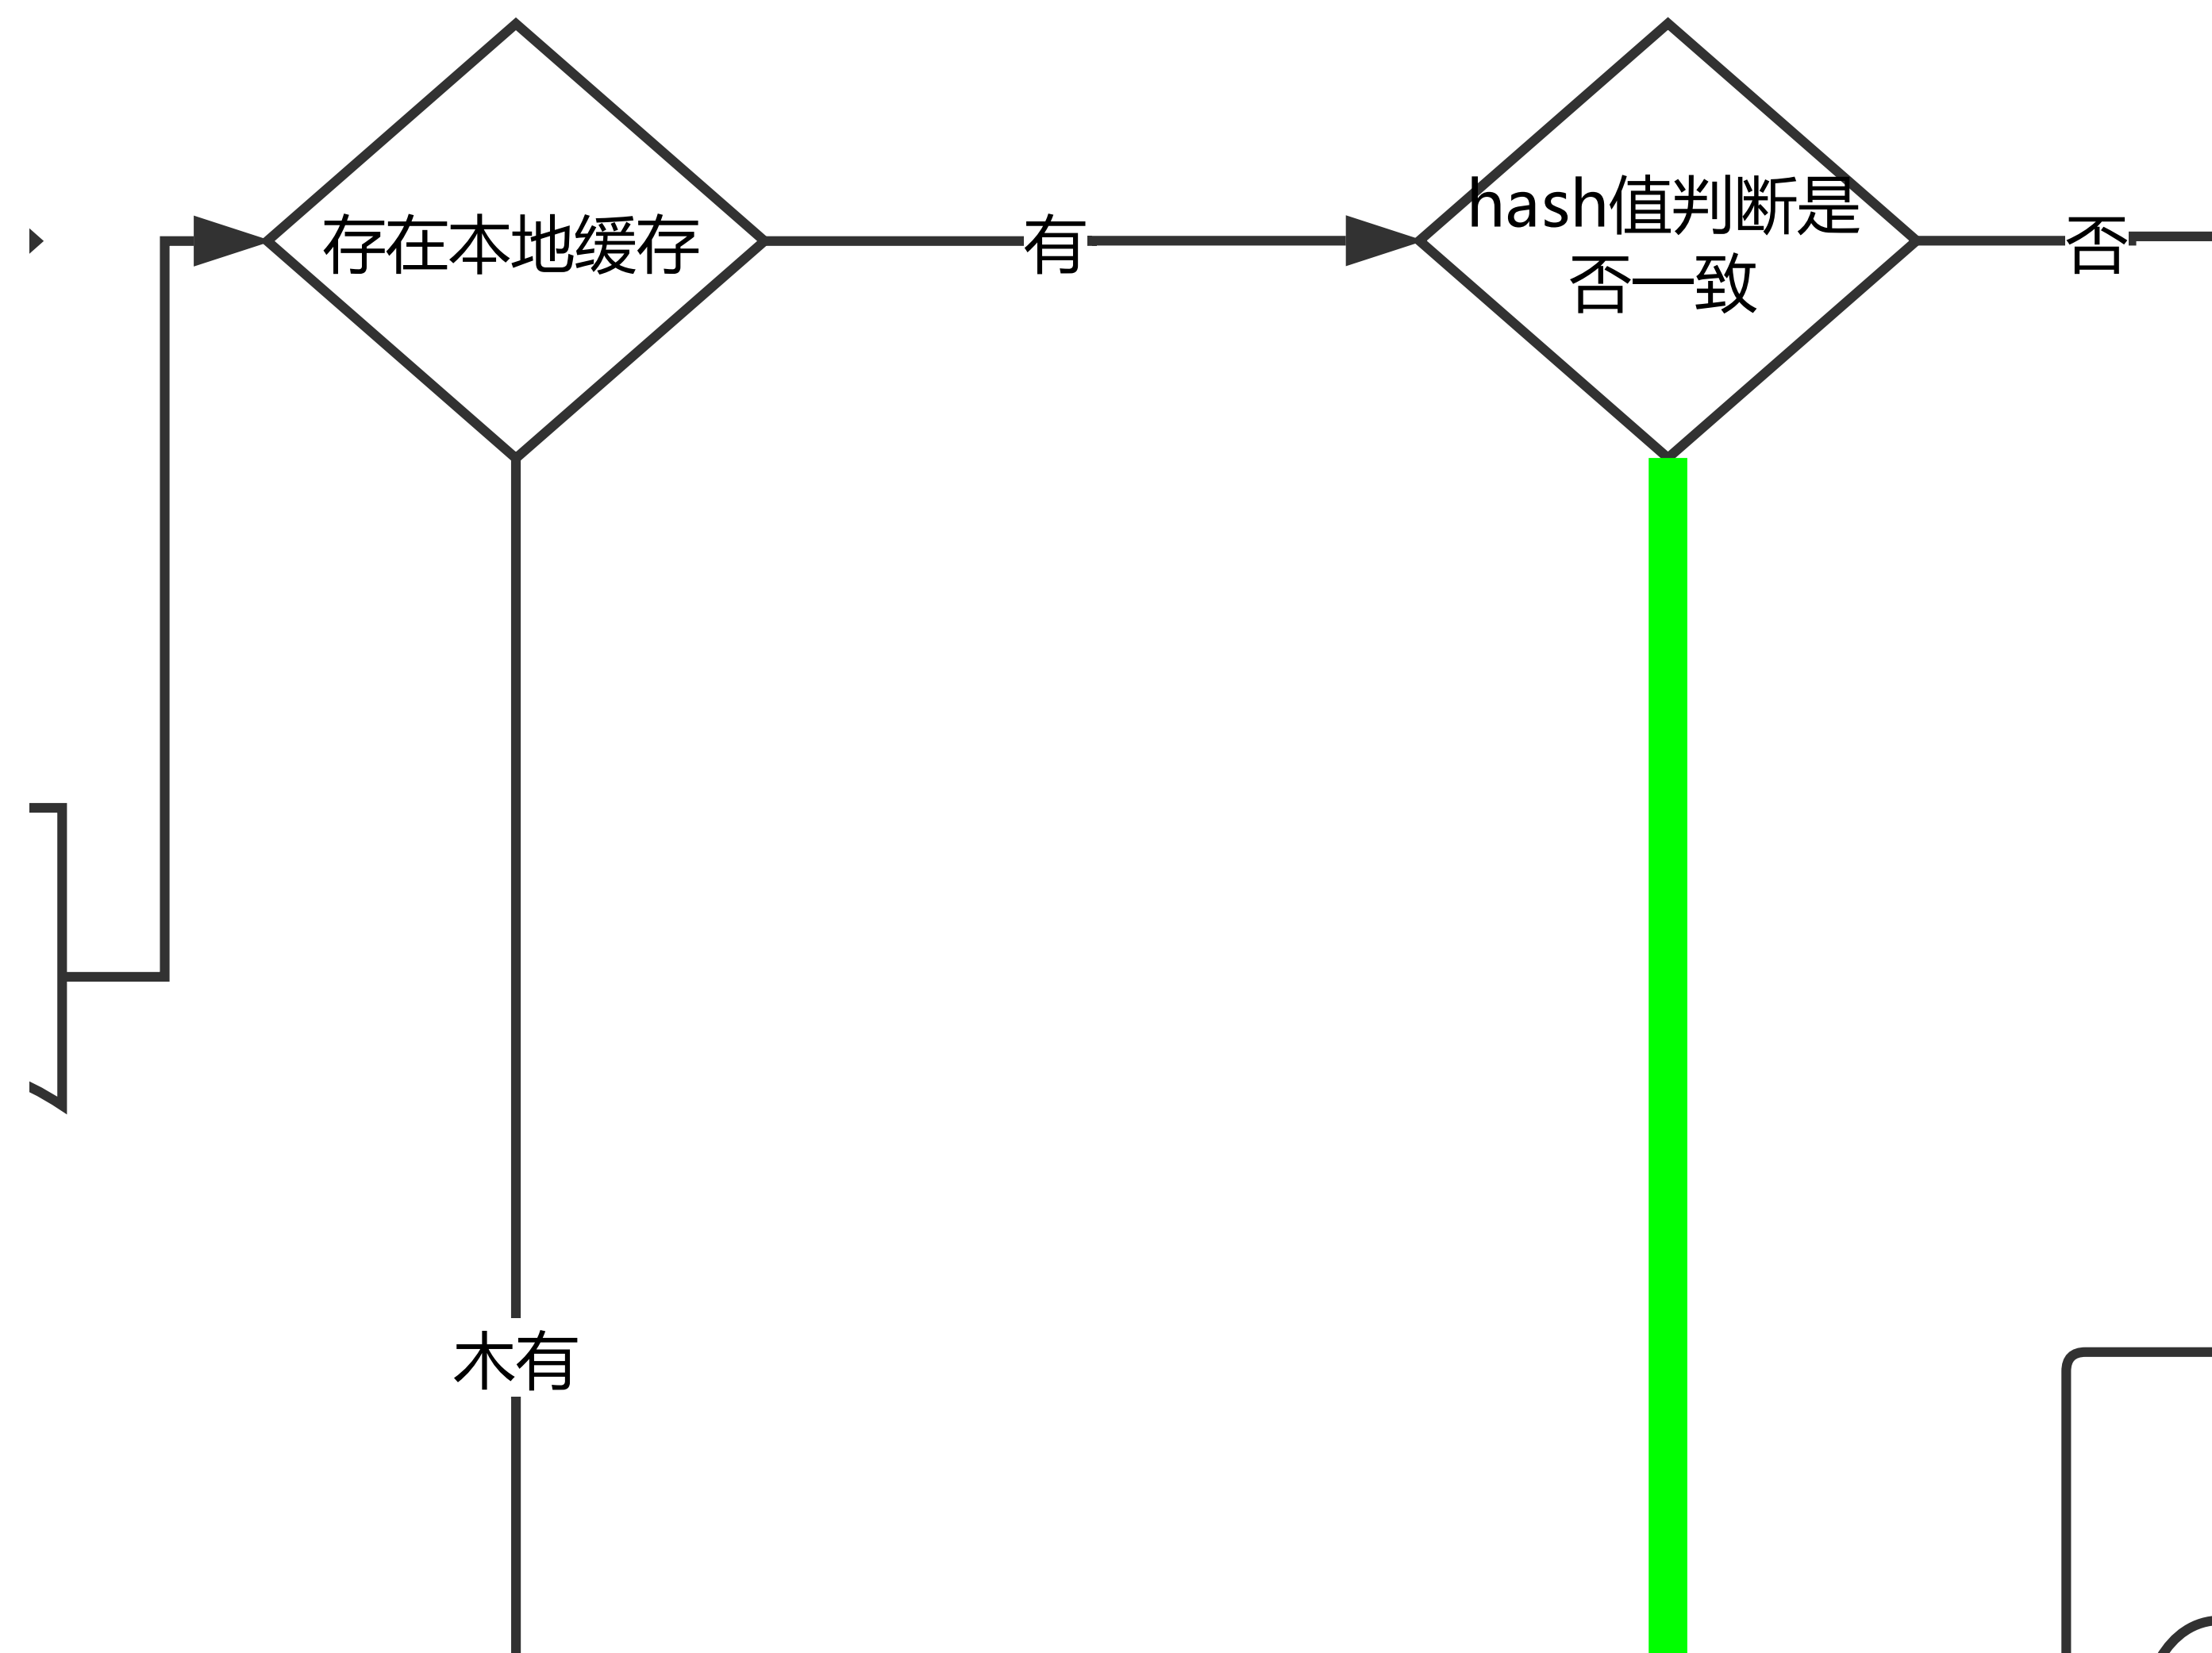 存在本地缓存
有
hash值判断是
否一致
否
木有